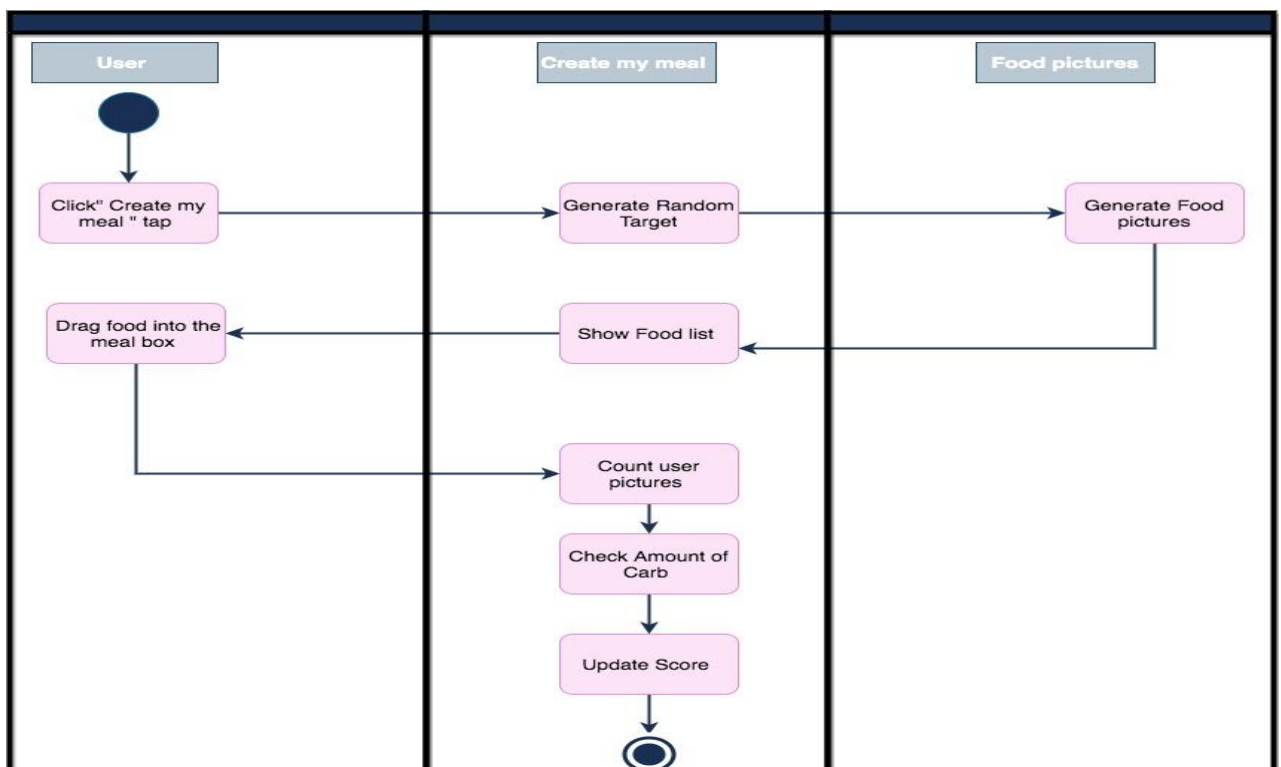 User
Create my meal
Food pictures
Click" Create my
meal " tap
Generate Random
Target
Generate Food
pictures
Drag food into the
meal box
Show Food list
Count user
pictures
Check Amount of
Carb
Update Score